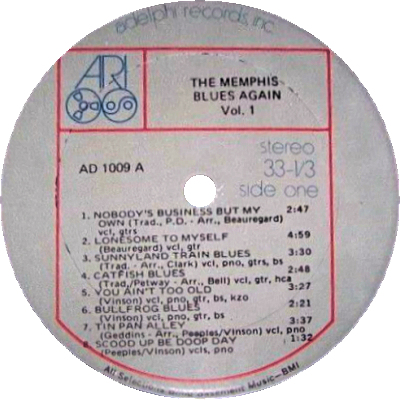 adelphi records, inc.
ARI
THE MEMPHIS
BLUES AGAIN
Vol. 1
stereo
33-1/3
side one
AD 1009 A
1. NOBODY'S BUSINESS BUT MY 2:47
OWN (Trad., P.D. - Arr., Beauregard)
vcl, gtrs
2. LONESOME TO MYSELF 4:59
(Beauregard) vcl, gtr
3. SUNNYLAND TRAIN BLUES 3:30
(Trad. - Arr., Clark) vcl, pno, gtrs, bs
4. CATFISH BLUES 2:48
(Trad./Petway - Arr., Bell) vcl, gtr, hca
5. YOU AIN'T TOO OLD 3:27
(Vinson) vcl, pno, gtr, bs, kzo
6. BULLFROG BLUES 2:21
(Vinson) vcl, pno, gtr, bs
7. TIN PAN ALLEY 3:37
(Geddins - Arr., Peeples/Vinson) vcl, pno
8. SCOOD UP BE DOOP DAY 1:32
(Peeples/Vinson) vcls, pno
All Selections Music-BMI